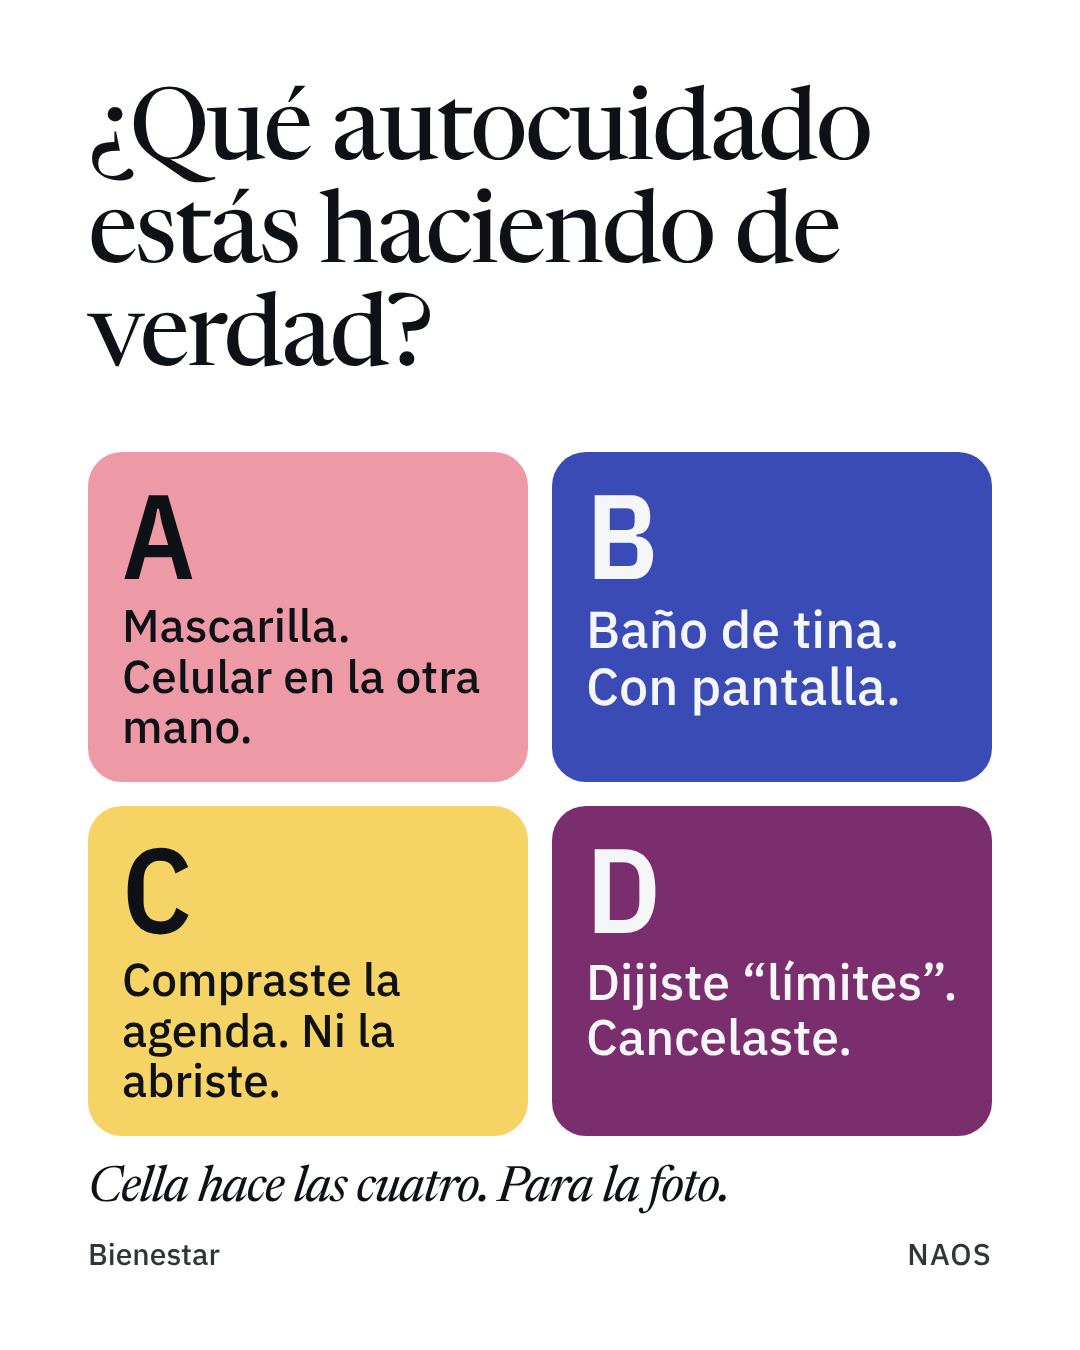 ¿Qué autocuidado
estás haciendo de
verdad?
A
Mascarilla.
Celular en la otra
mano.
B
Baño de tina.
Con pantalla.
C
Compraste la
agenda. Ni la
abriste.
D
Dijiste “límites”.
Cancelaste.
Cella hace las cuatro. Para la foto.
Bienestar
NAOS